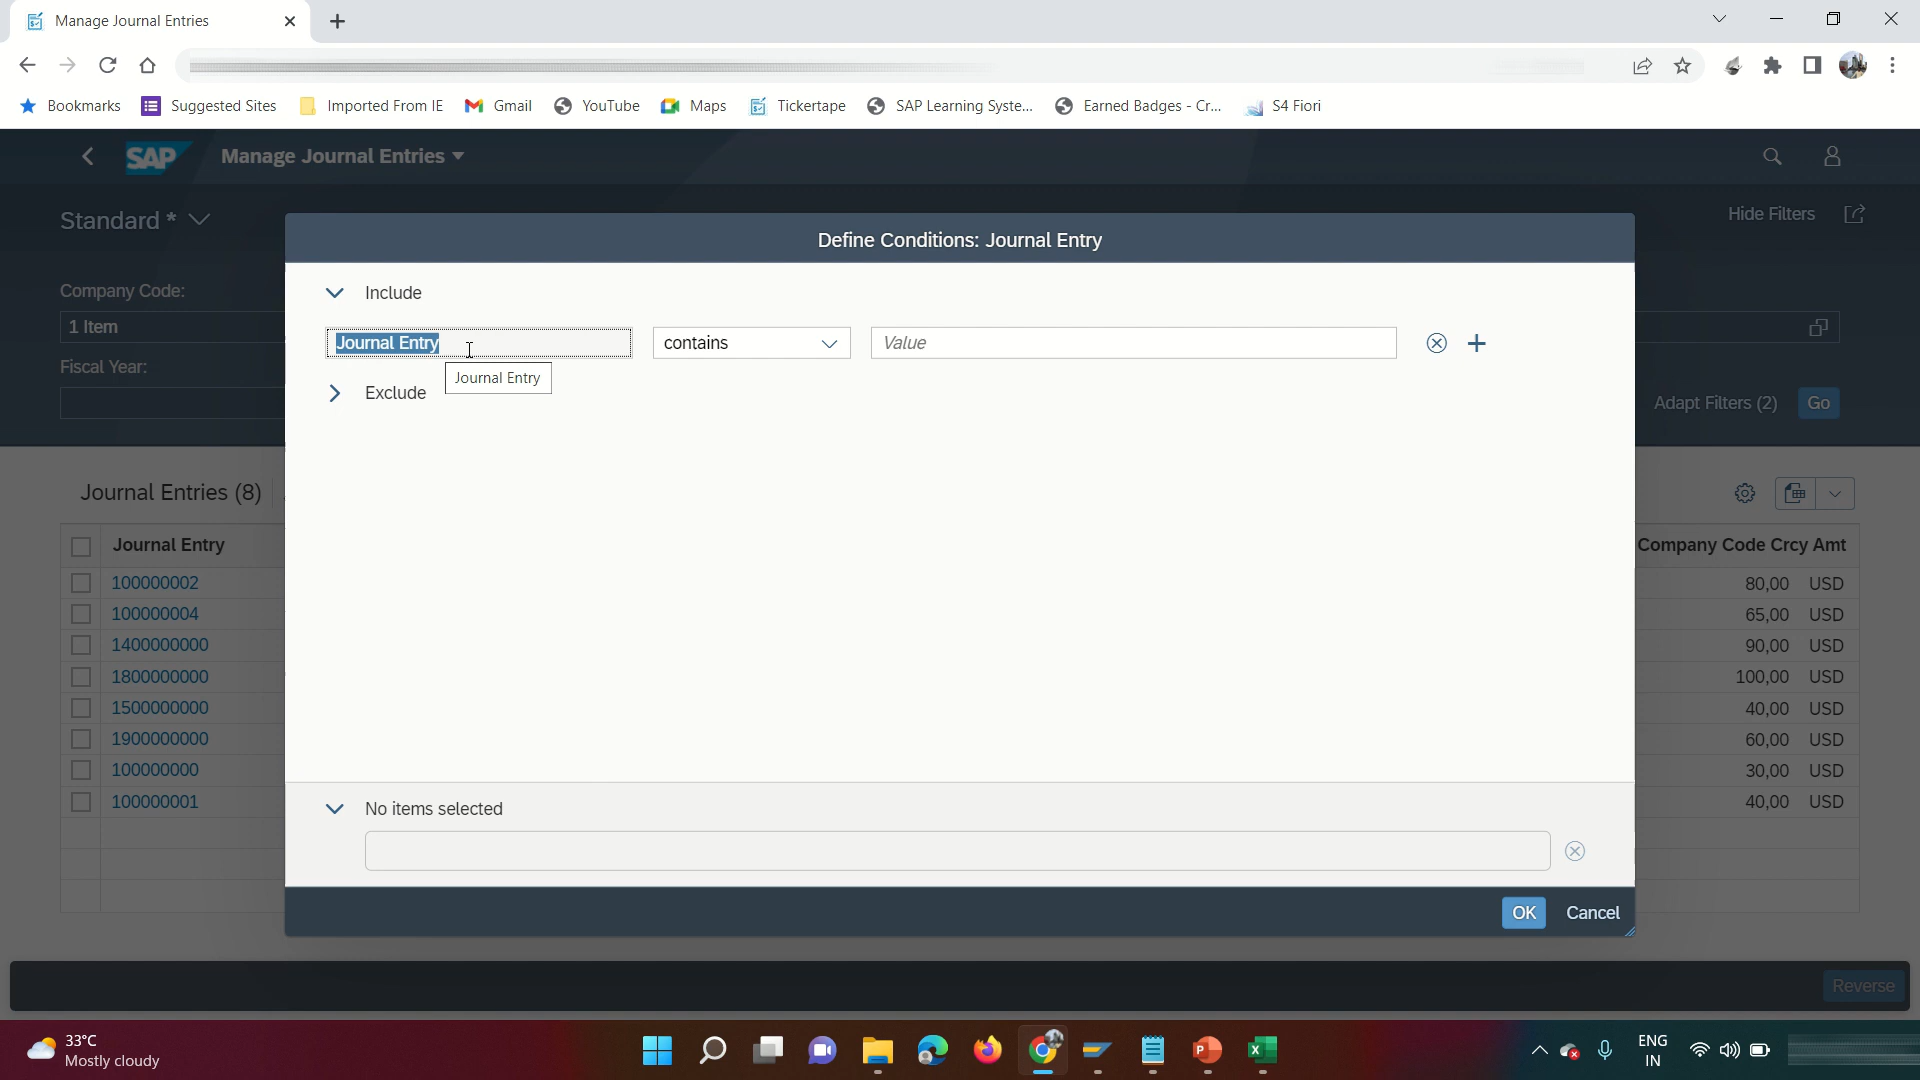 Manage Journal Entries
Bookmarks Suggested Sites Imported From IE Gmail YouTube Maps Tickertape SAP Learning Syste... Earned Badges - Cr... S4 Fiori
SAP Manage Journal Entries
Standard * Hide Filters
Define Conditions: Journal Entry
Company Code:
Include
1 Item
Journal Entry contains Value
Fiscal Year:
Journal Entry
Exclude
Adapt Filters (2) Go
Journal Entries (8)
Journal Entry Company Code Crcy Amt
100000002 80,00 USD
100000004 65,00 USD
1400000000 90,00 USD
1800000000 100,00 USD
1500000000 40,00 USD
1900000000 60,00 USD
100000000 30,00 USD
100000001 40,00 USD
No items selected
OK Cancel
Reverse
33°C
Mostly cloudy
ENG
IN